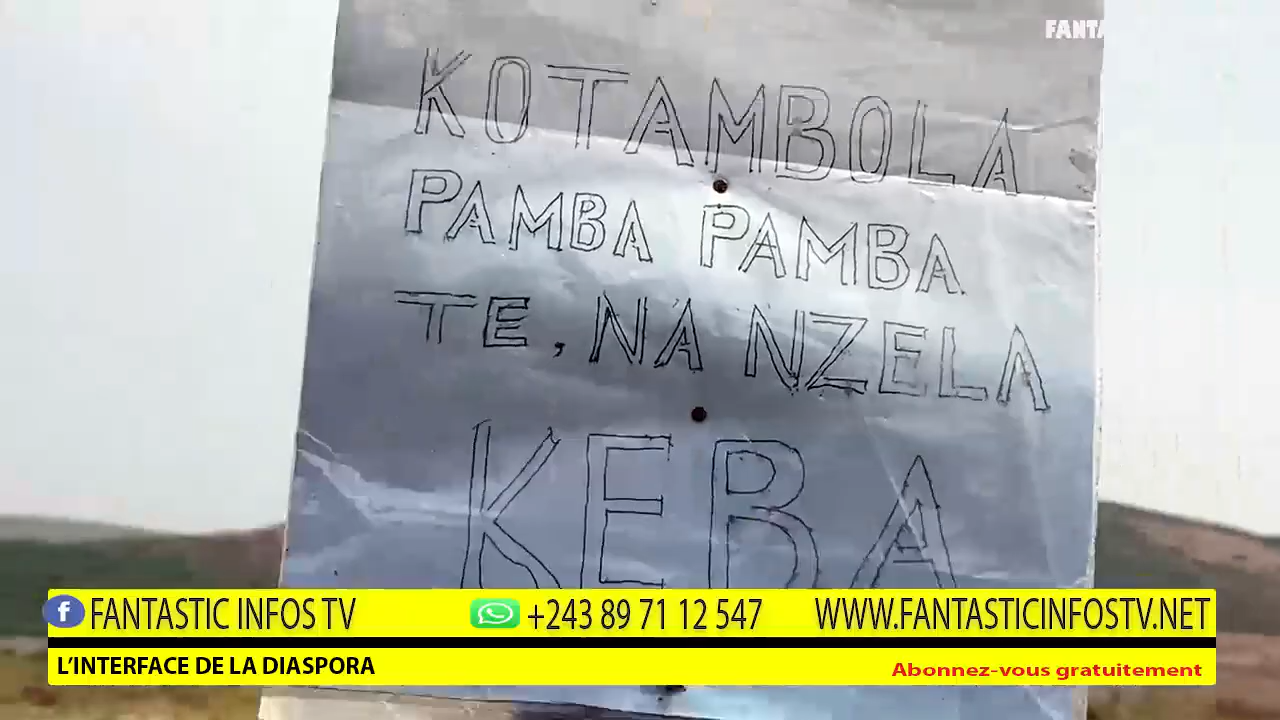 FANTA
KOTAMBOLA
PAMBA PAMBA
TE, NA NZELA
KEBA
FANTASTIC INFOS TV
+243 89 71 12 547
WWW.FANTASTICINFOSTV.NET
L'INTERFACE DE LA DIASPORA
Abonnez-vous gratuitement